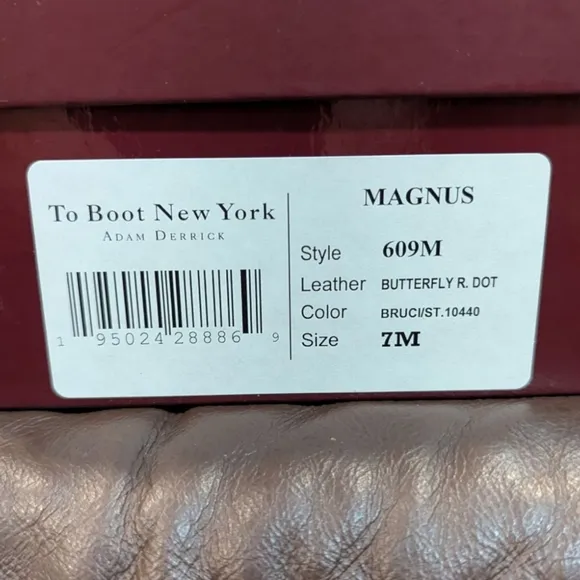 To Boot New York
ADAM DERRICK
1 95024 28886 9
MAGNUS
Style 609M
Leather BUTTERFLY R. DOT
Color BRUCI/ST.10440
Size 7M